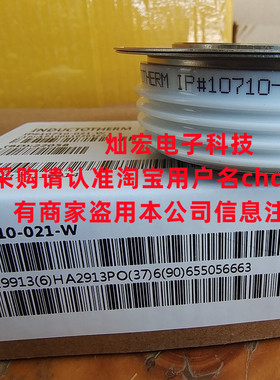 THERM IP#10710-
灿宏电子科技
INDUCTOTHERM
采购请认准淘宝用户名cho
有商家盗用本公司信息注
10-021-W
9913(6)HA2913PO(37)6(90)655056663